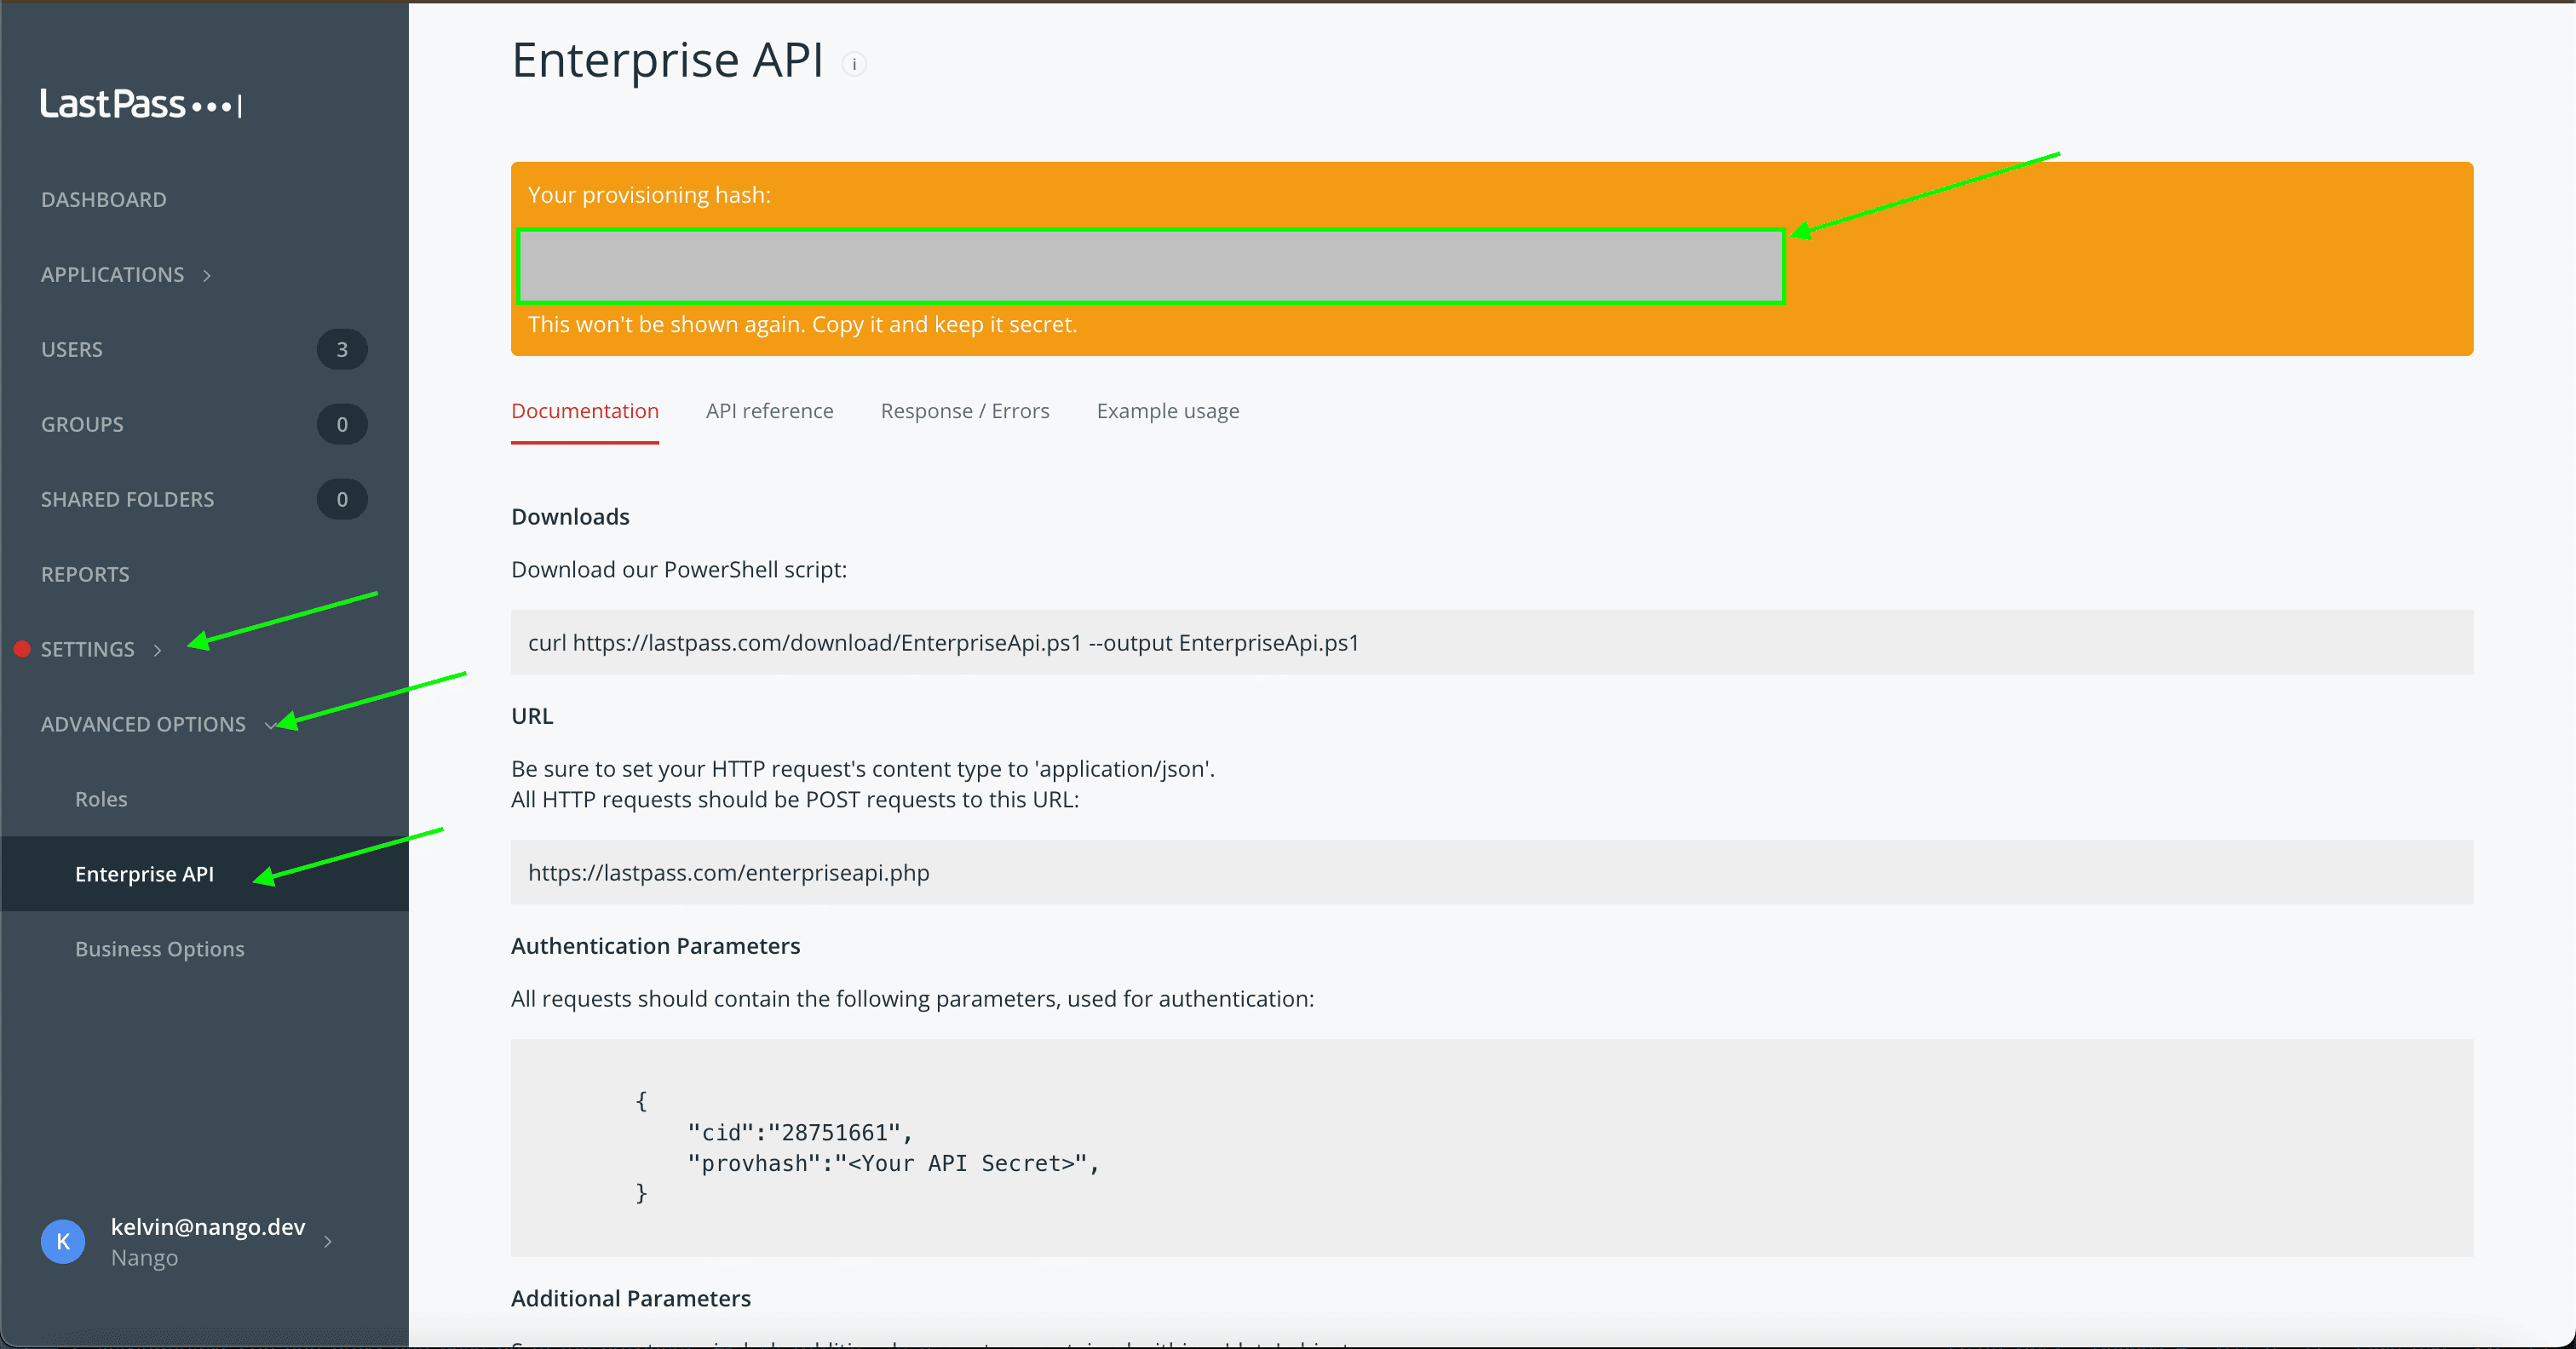 LastPass
DASHBOARD
APPLICATIONS
USERS 3
GROUPS 0
SHARED FOLDERS 0
REPORTS
SETTINGS
ADVANCED OPTIONS
Roles
Enterprise API
Business Options
K
kelvin@nango.dev
Nango
Enterprise API i
Your provisioning hash:
This won't be shown again. Copy it and keep it secret.
Documentation API reference Response / Errors Example usage
Downloads
Download our PowerShell script:
curl https://lastpass.com/download/EnterpriseApi.ps1 --output EnterpriseApi.ps1
URL
Be sure to set your HTTP request's content type to 'application/json'.
All HTTP requests should be POST requests to this URL:
https://lastpass.com/enterpriseapi.php
Authentication Parameters
All requests should contain the following parameters, used for authentication:
{
"cid":"28751661",
"provhash":"<Your API Secret>",
}
Additional Parameters